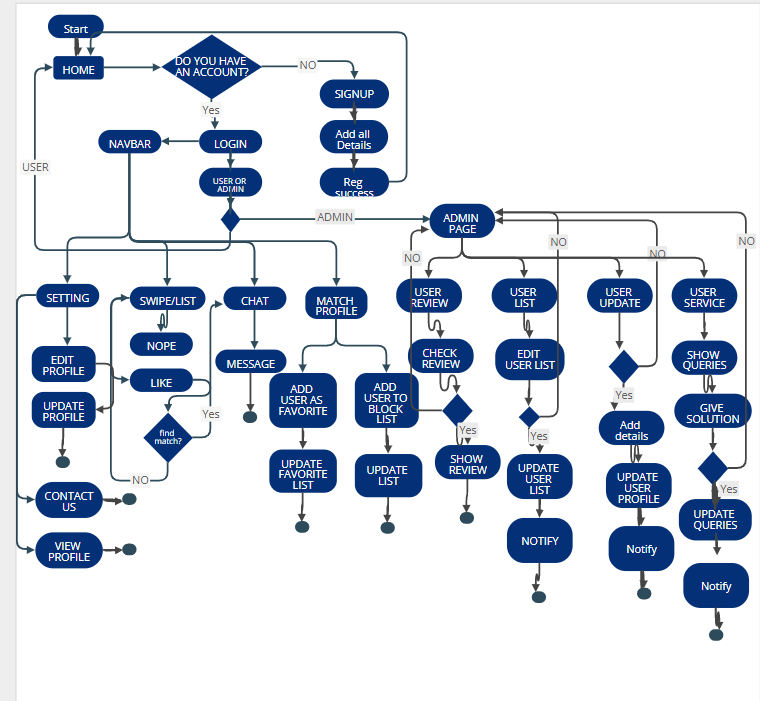 Start
HOME
DO YOU HAVE
AN ACCOUNT?
NO
SIGNUP
Yes
Add all
Details
NAVBAR
LOGIN
USER
USER OR
ADMIN
Reg
success
ADMIN
ADMIN
PAGE
NO
NO
NO
NO
SETTING
SWIPE/LIST
CHAT
MATCH
PROFILE
USER
REVIEW
USER
LIST
USER
UPDATE
USER
SERVICE
NOPE
EDIT
PROFILE
MESSAGE
CHECK
REVIEW
EDIT
USER LIST
SHOW
QUERIES
LIKE
ADD
USER AS
FAVORITE
ADD
USER TO
BLOCK
LIST
Yes
UPDATE
PROFILE
Yes
GIVE
SOLUTION
find
match?
Yes
Yes
Add
details
SHOW
REVIEW
NO
UPDATE
FAVORITE
LIST
UPDATE
LIST
UPDATE
USER
LIST
UPDATE
USER
PROFILE
Yes
CONTACT
US
UPDATE
QUERIES
VIEW
PROFILE
NOTIFY
Notify
Notify